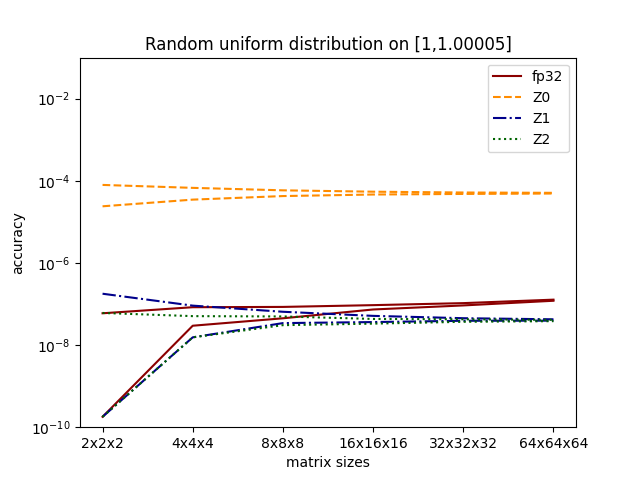 Random uniform distribution on [1,1.00005]
fp32
Z0
Z1
Z2
10⁻²
10⁻⁴
10⁻⁶
10⁻⁸
10⁻¹⁰
accuracy
2x2x2 4x4x4 8x8x8 16x16x16 32x32x32 64x64x64
matrix sizes